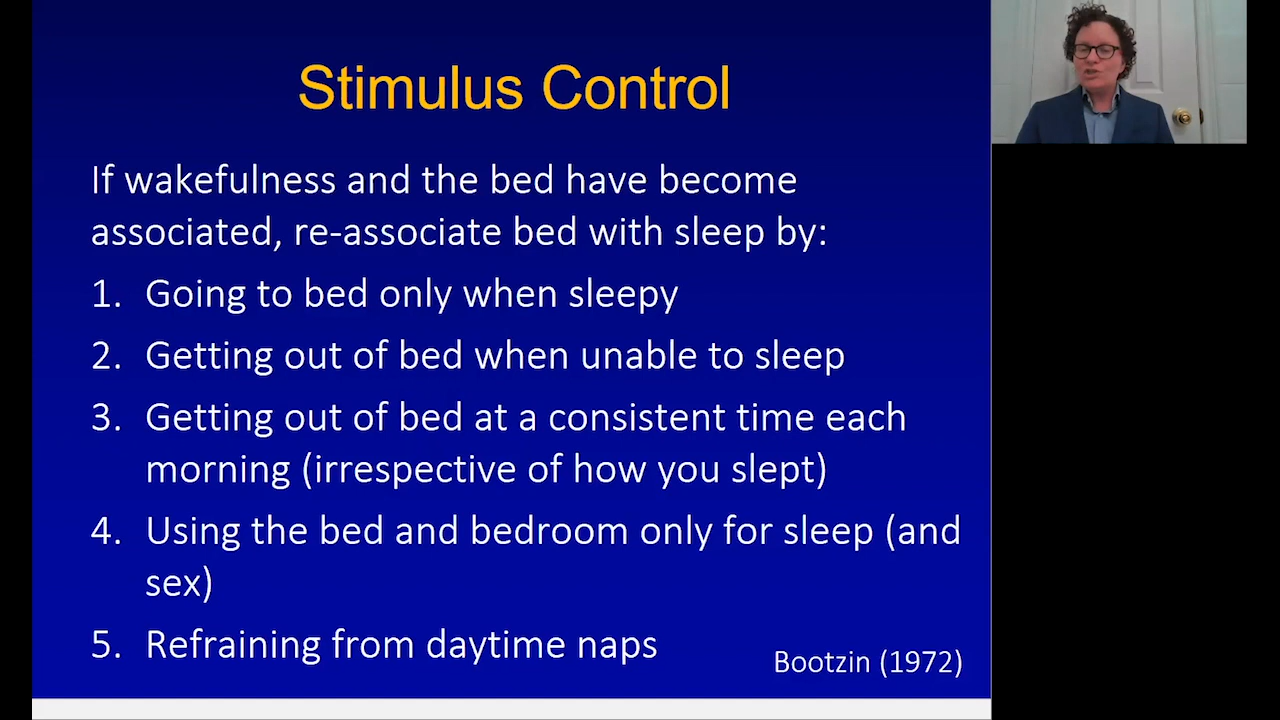 Stimulus Control
If wakefulness and the bed have become
associated, re-associate bed with sleep by:
1. Going to bed only when sleepy
2. Getting out of bed when unable to sleep
3. Getting out of bed at a consistent time each
morning (irrespective of how you slept)
4. Using the bed and bedroom only for sleep (and
sex)
5. Refraining from daytime naps
Bootzin (1972)